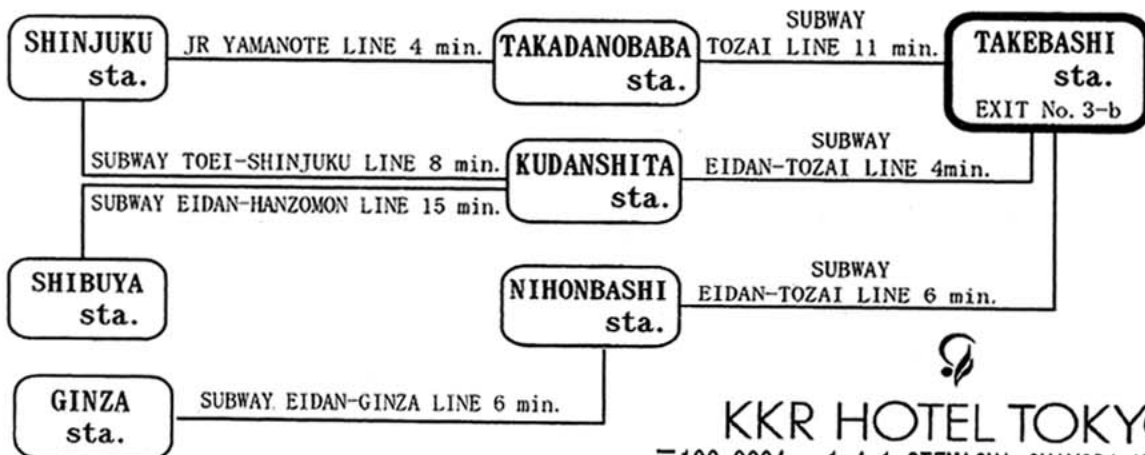 SHINJUKU
sta.
JR YAMANOTE LINE 4 min.
TAKADANOBABA
sta.
SUBWAY
TOZAI LINE 11 min.
TAKEBASHI
sta.
EXIT No. 3-b
SUBWAY TOEI-SHINJUKU LINE 8 min.
SUBWAY EIDAN-HANZOMON LINE 15 min.
KUDANSHITA
sta.
SUBWAY
EIDAN-TOZAI LINE 4min.
SHIBUYA
sta.
NIHONBASHI
sta.
SUBWAY
EIDAN-TOZAI LINE 6 min.
GINZA
sta.
SUBWAY EIDAN-GINZA LINE 6 min.
KKR HOTEL TOKYO